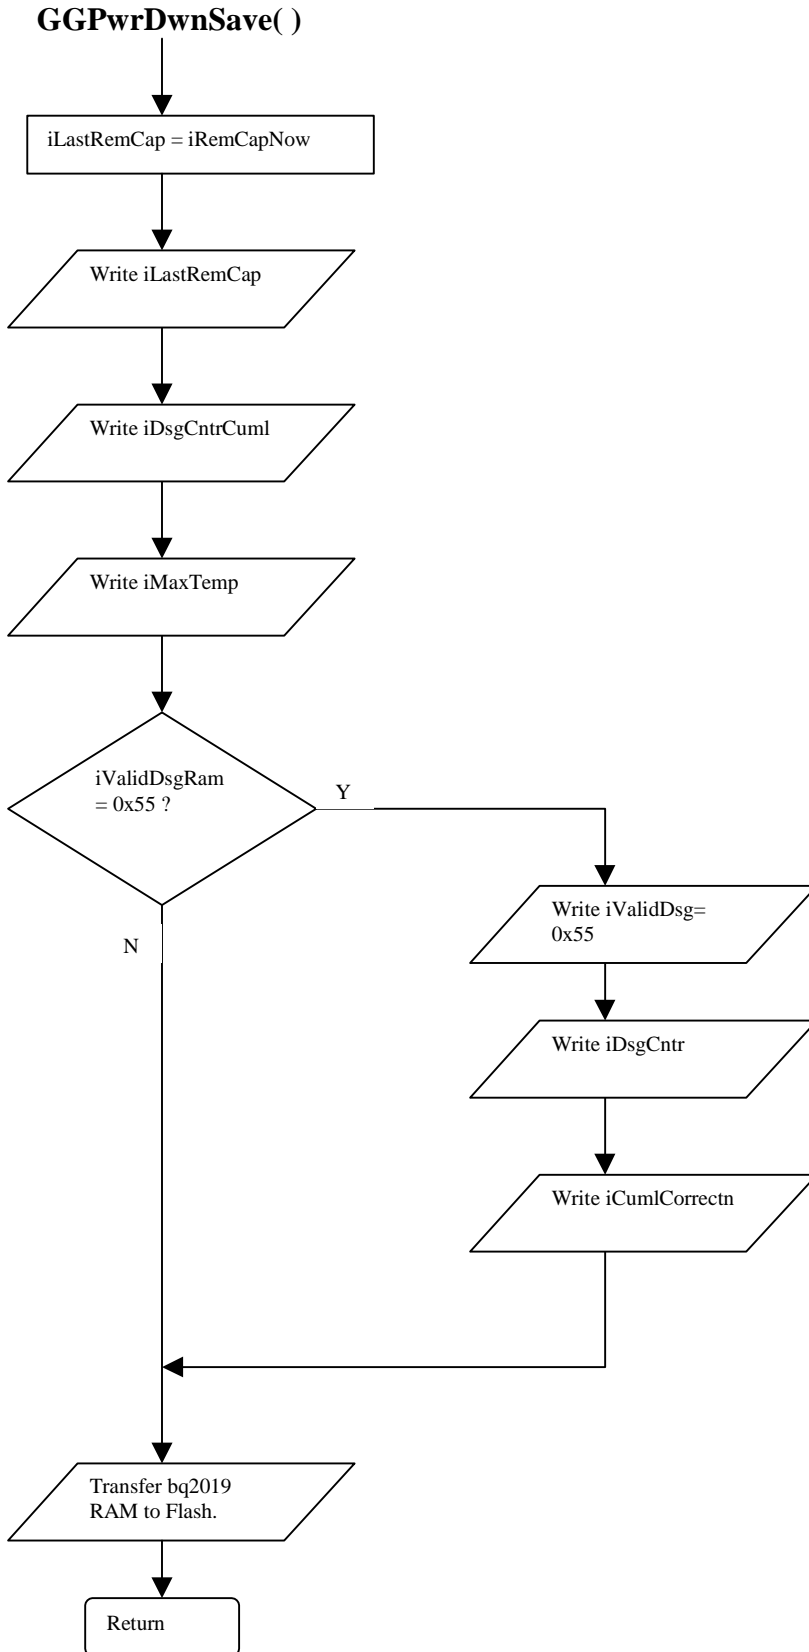 GGPwrDwnSave( )
iLastRemCap = iRemCapNow
Write iLastRemCap
Write iDsgCntrCuml
Write iMaxTemp
iValidDsgRam
= 0x55 ?
Y
N
Write iValidDsg=
0x55
Write iDsgCntr
Write iCumlCorrectn
Transfer bq2019
RAM to Flash.
Return